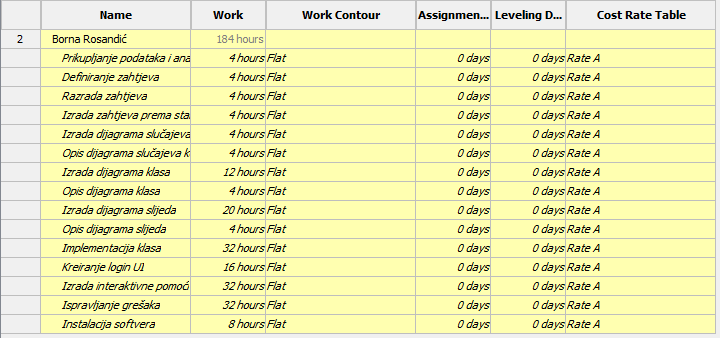 Name Work Work Contour Assignmen... Leveling D... Cost Rate Table
2 Borna Rosandić 184 hours
Prikupljanje podataka i ana 4 hours Flat 0 days 0 days Rate A
Definiranje zahtjeva 4 hours Flat 0 days 0 days Rate A
Razrada zahtjeva 4 hours Flat 0 days 0 days Rate A
Izrada zahtjeva prema sta 4 hours Flat 0 days 0 days Rate A
Izrada dijagrama slučajeva 4 hours Flat 0 days 0 days Rate A
Opis dijagrama slučajeva k 4 hours Flat 0 days 0 days Rate A
Izrada dijagrama klasa 12 hours Flat 0 days 0 days Rate A
Opis dijagrama klasa 4 hours Flat 0 days 0 days Rate A
Izrada dijagrama slijeda 20 hours Flat 0 days 0 days Rate A
Opis dijagrama slijeda 4 hours Flat 0 days 0 days Rate A
Implementacija klasa 32 hours Flat 0 days 0 days Rate A
Kreiranje login UI 16 hours Flat 0 days 0 days Rate A
Izrada interaktivne pomoći 32 hours Flat 0 days 0 days Rate A
Ispravljanje grešaka 32 hours Flat 0 days 0 days Rate A
Instalacija softvera 8 hours Flat 0 days 0 days Rate A